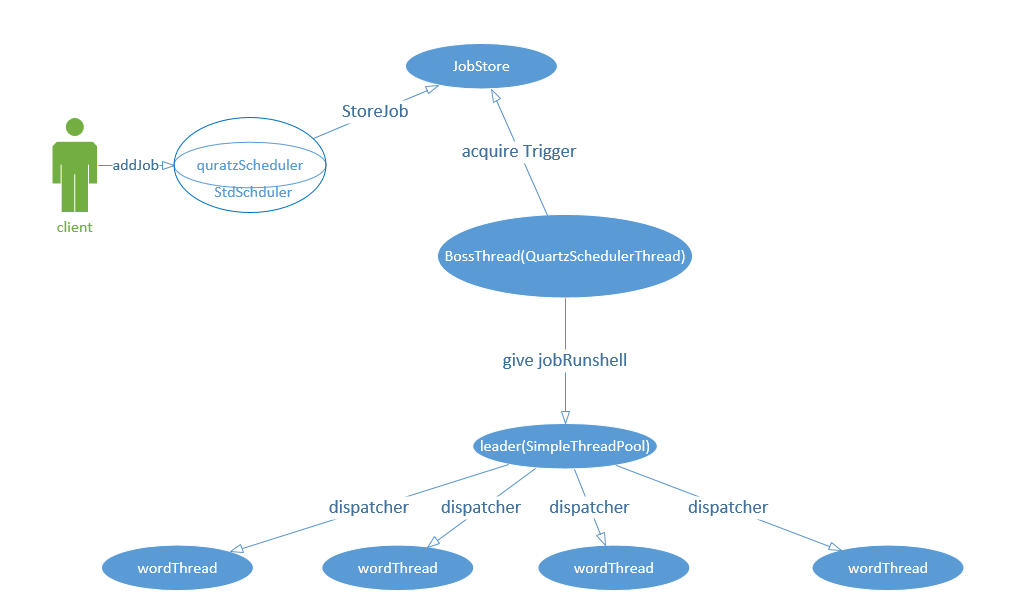 JobStore
StoreJob
acquire Trigger
addJob
quratzScheduler
StdSchduler
client
BossThread(QuartzSchedulerThread)
give jobRunshell
leader(SimpleThreadPool)
dispatcher dispatcher dispatcher dispatcher
wordThread wordThread wordThread wordThread